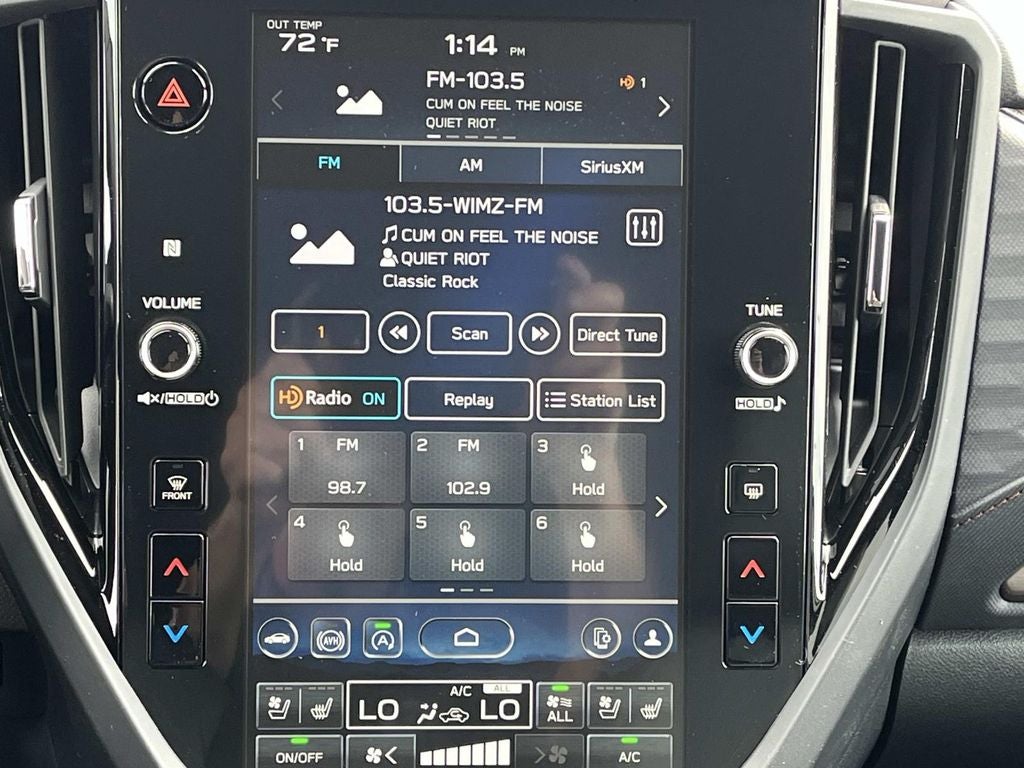 OUT TEMP
72°F
1:14 PM
FM-103.5
HD 1
CUM ON FEEL THE NOISE
QUIET RIOT
FM AM SiriusXM
103.5-WIMZ-FM
CUM ON FEEL THE NOISE
QUIET RIOT
Classic Rock
N
VOLUME
TUNE
1 Scan Direct Tune
HD Radio ON Replay Station List
HOLD
HOLD
1 FM 2 FM 3
98.7 102.9 Hold
4 5 6
Hold Hold Hold
FRONT
AVH A
A/C ALL
LO LO
ALL
ON/OFF
A/C